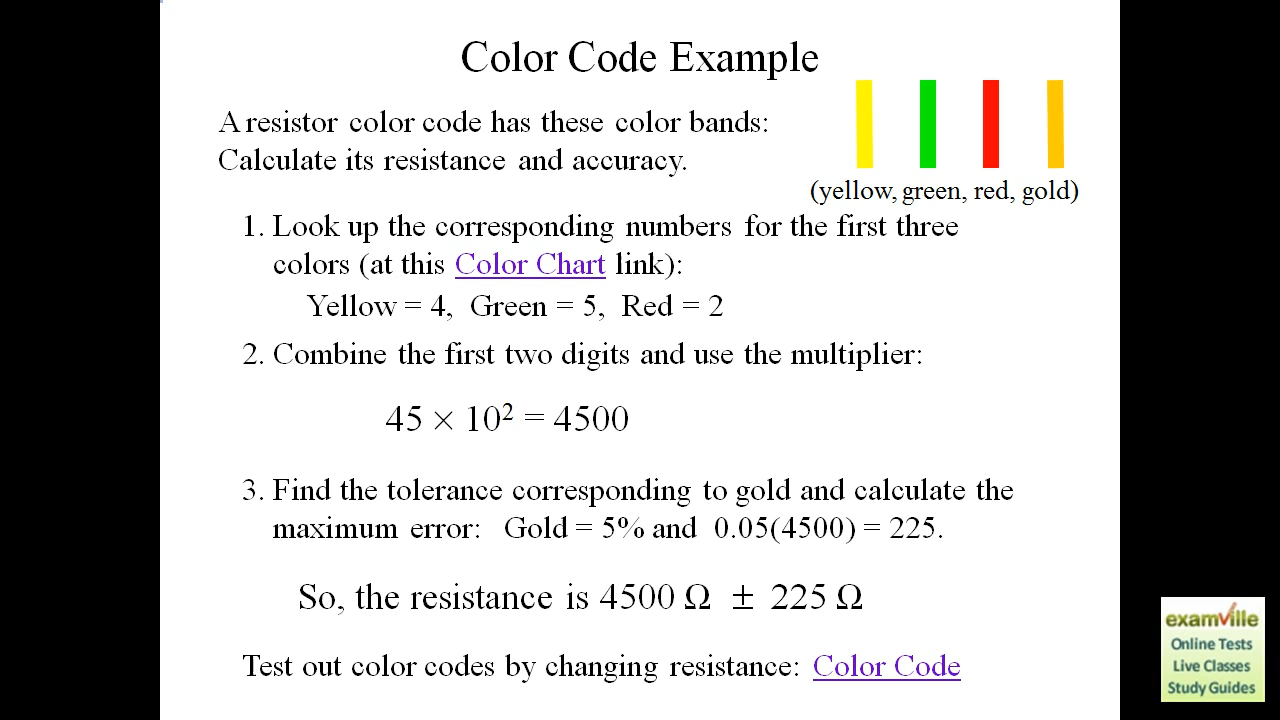 Color Code Example
A resistor color code has these color bands:
Calculate its resistance and accuracy.
(yellow, green, red, gold)
1. Look up the corresponding numbers for the first three
colors (at this Color Chart link):
Yellow = 4, Green = 5, Red = 2
2. Combine the first two digits and use the multiplier:
45 × 10² = 4500
3. Find the tolerance corresponding to gold and calculate the
maximum error: Gold = 5% and 0.05(4500) = 225.
So, the resistance is 4500 Ω ± 225 Ω
Test out color codes by changing resistance: Color Code
examville
Online Tests
Live Classes
Study Guides